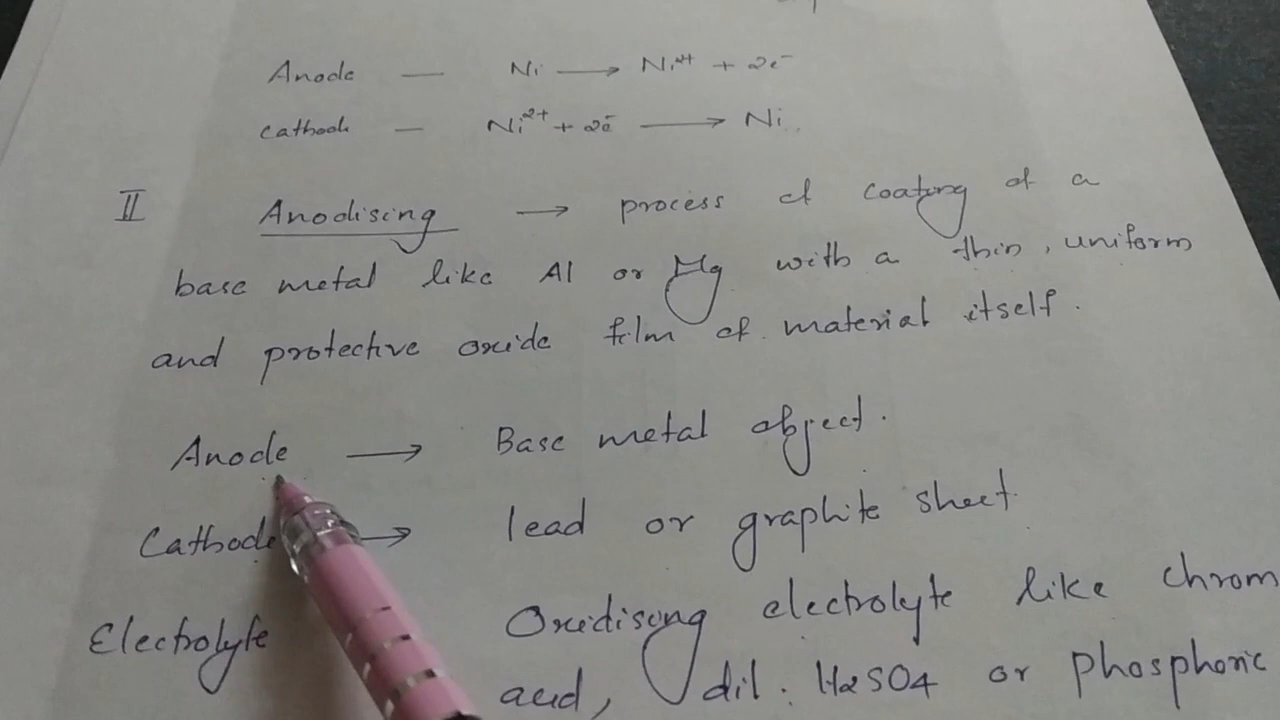 Anode — Ni → Ni²⁺ + 2e⁻
Cathode — Ni²⁺ + 2e⁻ → Ni
II Anodising → process of coating of a
base metal like Al or Mg with a thin, uniform
and protective oxide film of material itself.
Anode → Base metal object.
Cathode → lead or graphite sheet.
Electrolyte Oxidising electrolyte like Chrom
acid, dil. H2SO4 or phosphoric